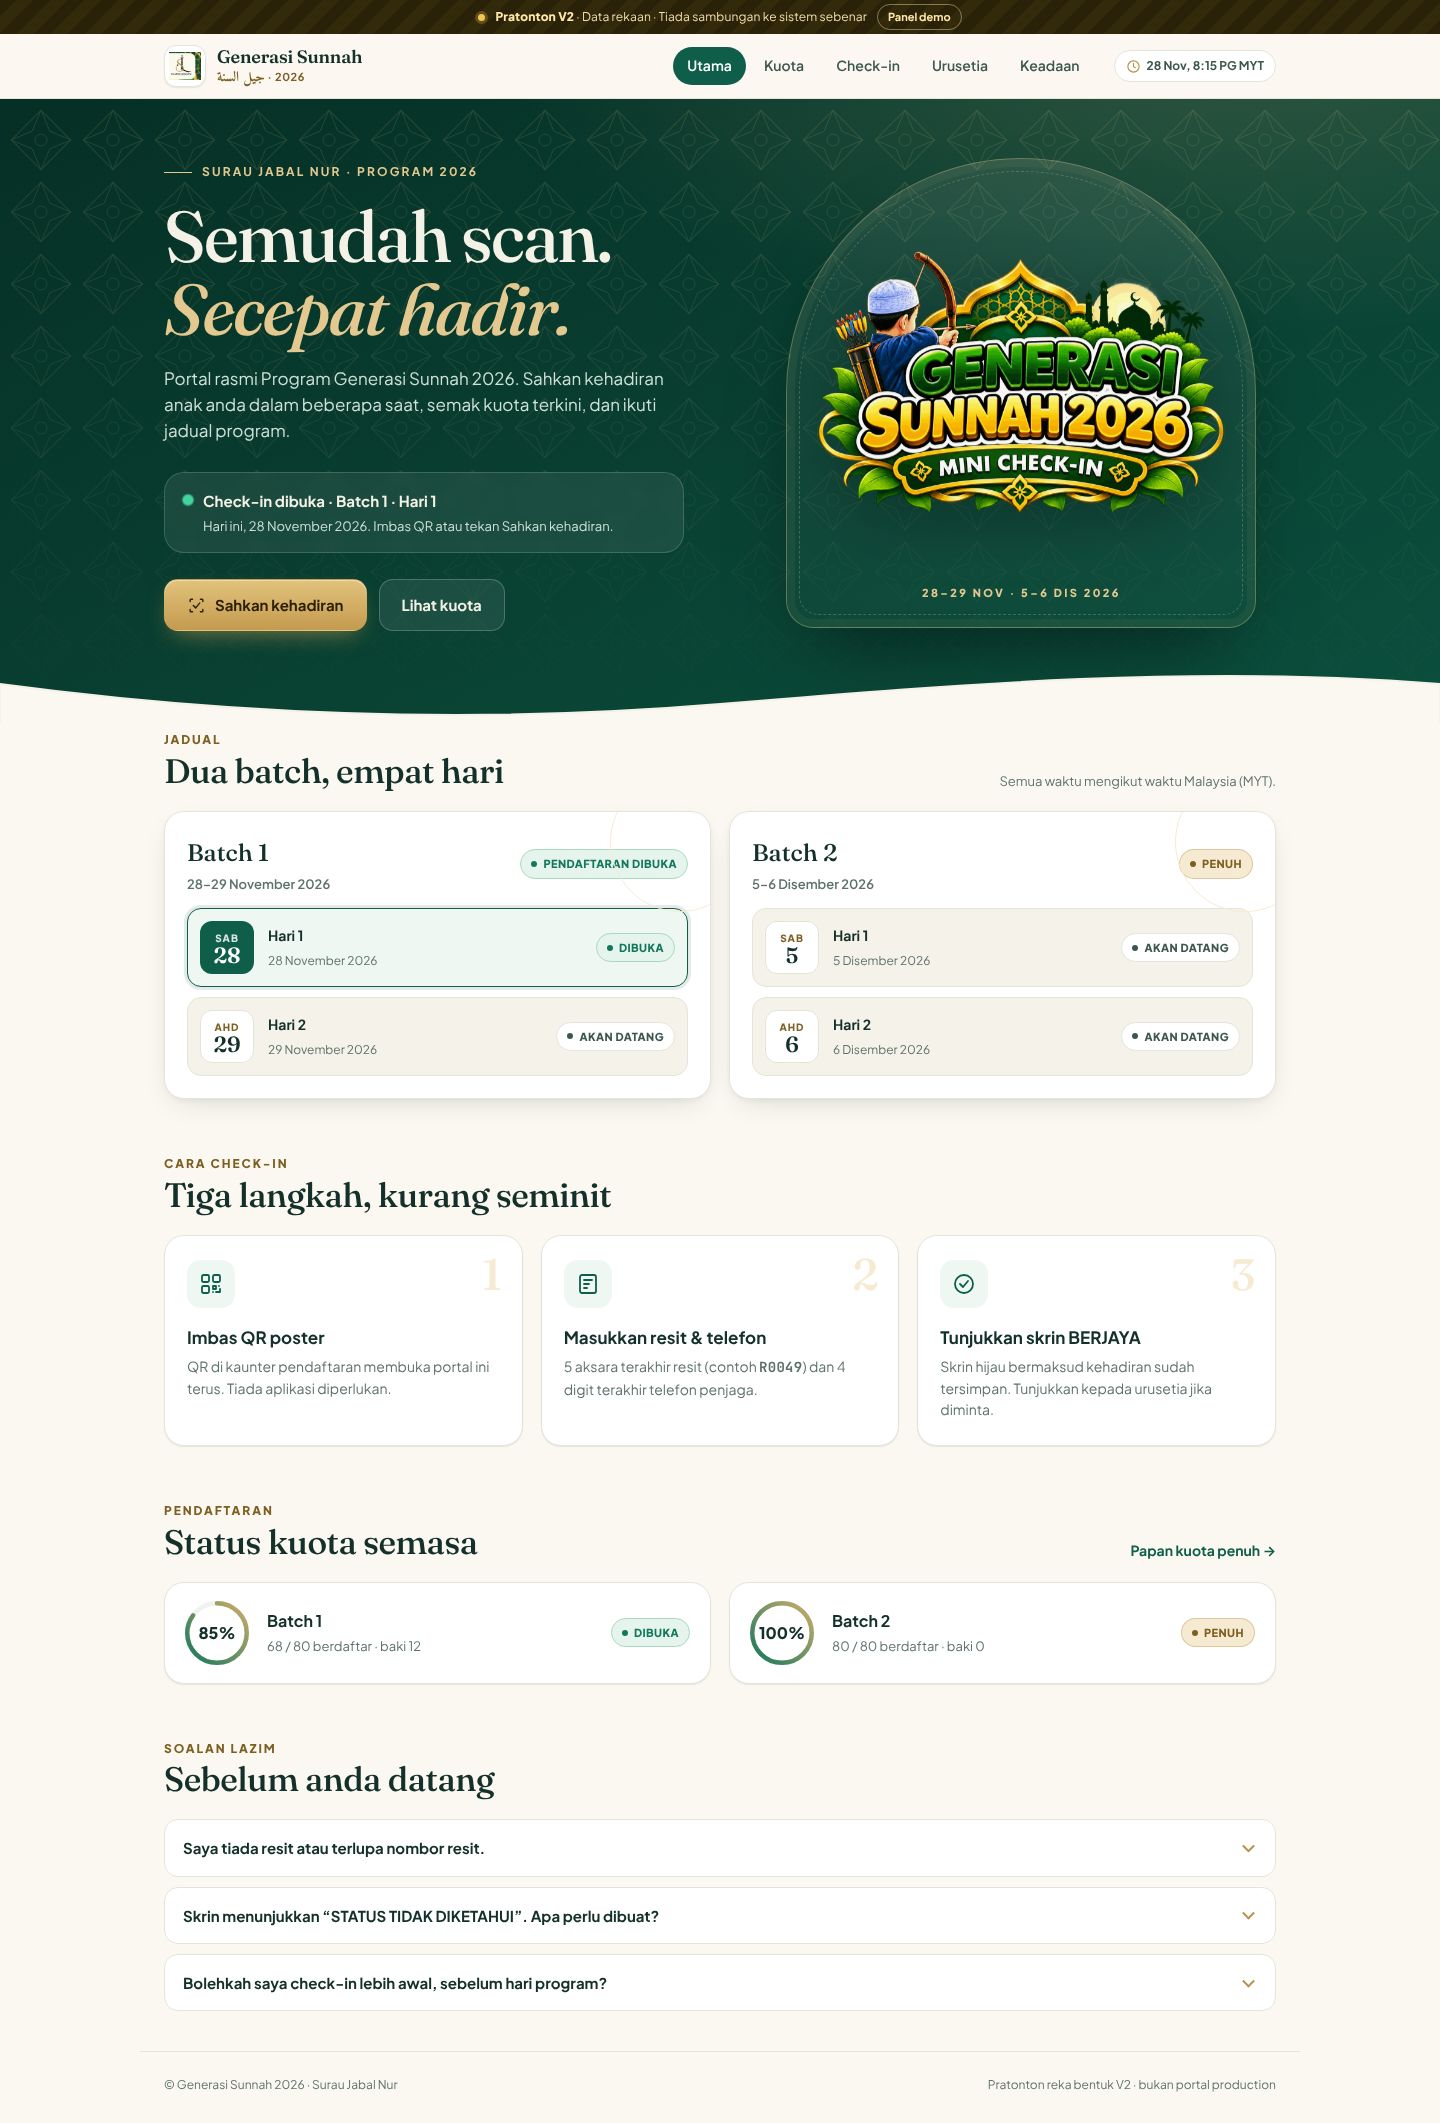 Pratonton V2 · Data rekaan · Tiada sambungan ke sistem sebenar
Panel demo
Generasi Sunnah
جيل السنة · 2026
Utama
Kuota
Check-in
Urusetia
Keadaan
28 Nov, 8:15 PG MYT
SURAU JABAL NUR · PROGRAM 2026
Semudah scan.
Secepat hadir.
Portal rasmi Program Generasi Sunnah 2026. Sahkan kehadiran
anak anda dalam beberapa saat, semak kuota terkini, dan ikuti
jadual program.
Check-in dibuka · Batch 1 · Hari 1
Hari ini, 28 November 2026. Imbas QR atau tekan Sahkan kehadiran.
Sahkan kehadiran
Lihat kuota
GENERASI
SUNNAH 2026
MINI CHECK-IN
28–29 NOV · 5–6 DIS 2026
JADUAL
Dua batch, empat hari
Semua waktu mengikut waktu Malaysia (MYT).
Batch 1
28–29 November 2026
PENDAFTARAN DIBUKA
SAB
28
Hari 1
28 November 2026
DIBUKA
AHD
29
Hari 2
29 November 2026
AKAN DATANG
Batch 2
5–6 Disember 2026
PENUH
SAB
5
Hari 1
5 Disember 2026
AKAN DATANG
AHD
6
Hari 2
6 Disember 2026
AKAN DATANG
CARA CHECK-IN
Tiga langkah, kurang seminit
1
Imbas QR poster
QR di kaunter pendaftaran membuka portal ini
terus. Tiada aplikasi diperlukan.
2
Masukkan resit & telefon
5 aksara terakhir resit (contoh R0049) dan 4
digit terakhir telefon penjaga.
3
Tunjukkan skrin BERJAYA
Skrin hijau bermaksud kehadiran sudah
tersimpan. Tunjukkan kepada urusetia jika
diminta.
PENDAFTARAN
Status kuota semasa
Papan kuota penuh →
85%
Batch 1
68 / 80 berdaftar · baki 12
DIBUKA
100%
Batch 2
80 / 80 berdaftar · baki 0
PENUH
SOALAN LAZIM
Sebelum anda datang
Saya tiada resit atau terlupa nombor resit.
Skrin menunjukkan “STATUS TIDAK DIKETAHUI”. Apa perlu dibuat?
Bolehkah saya check-in lebih awal, sebelum hari program?
© Generasi Sunnah 2026 · Surau Jabal Nur
Pratonton reka bentuk V2 · bukan portal production